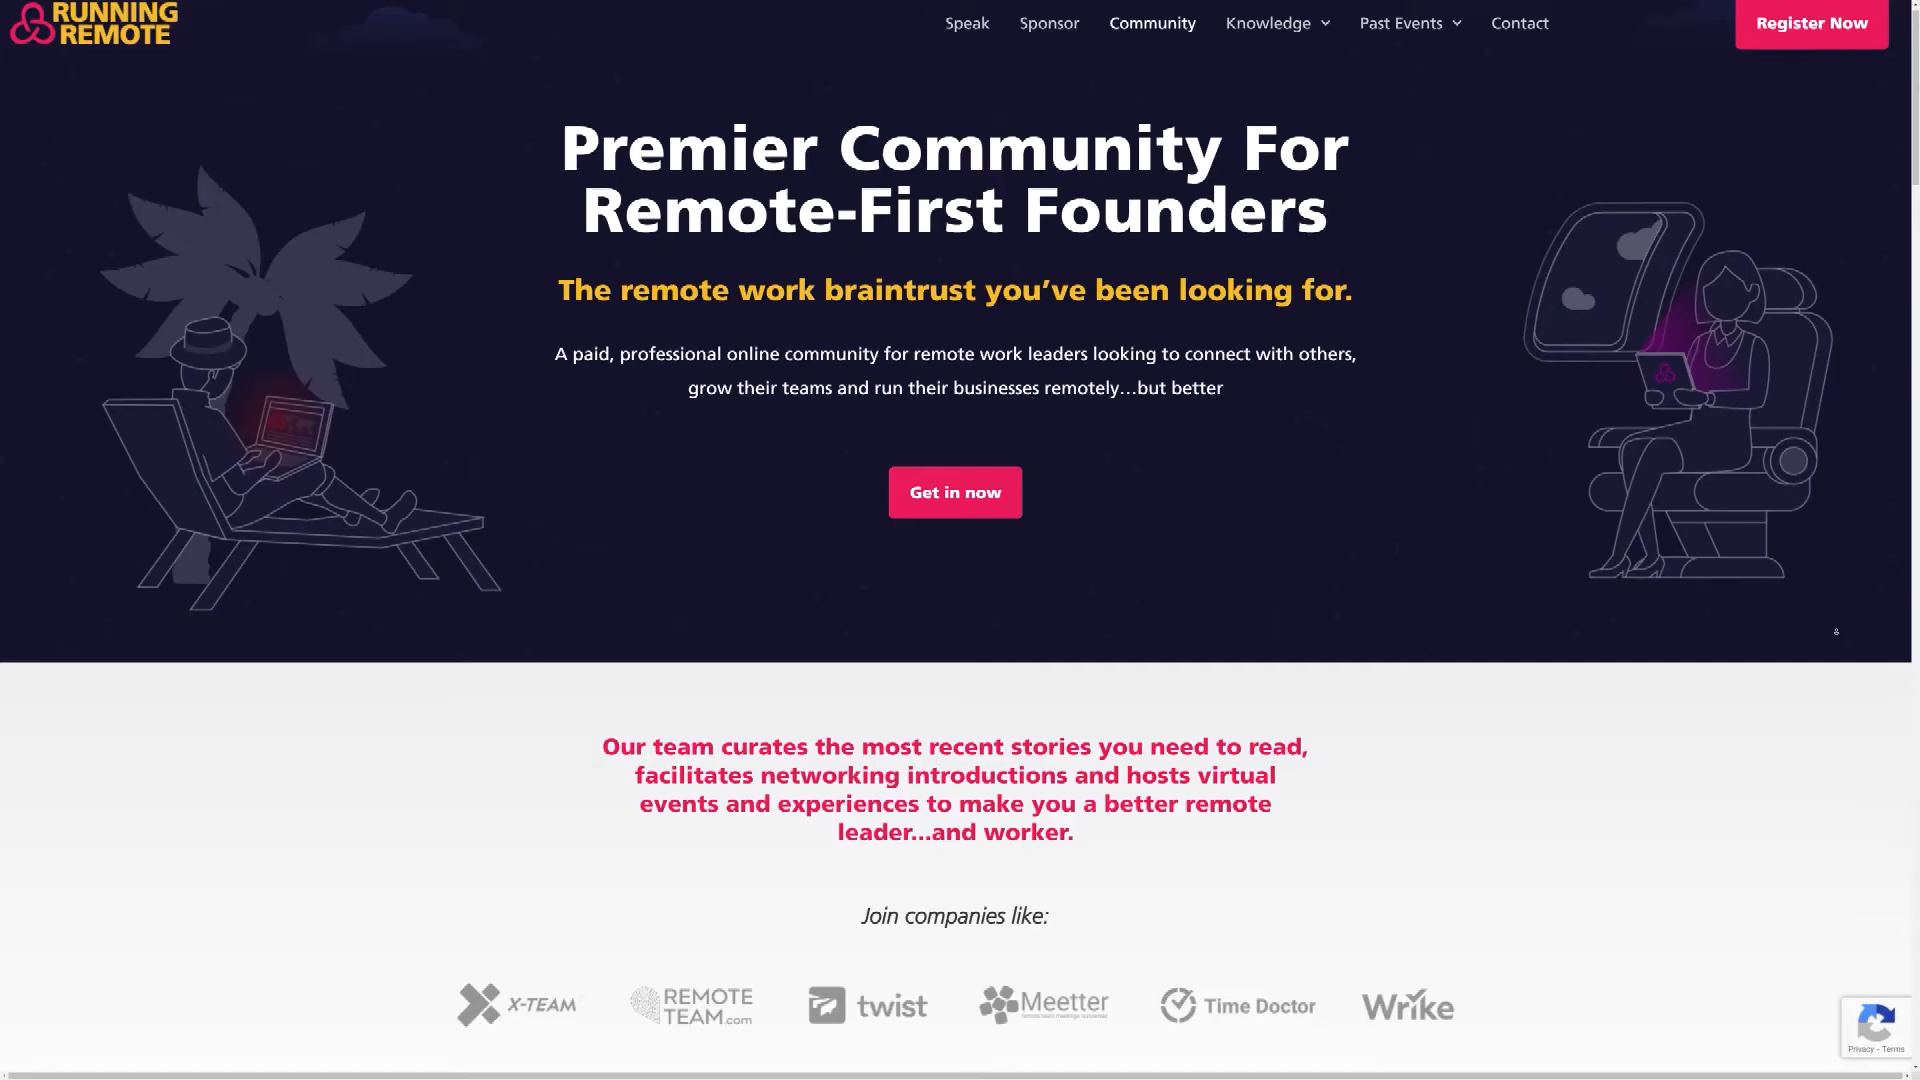 RUNNING
REMOTE
Speak Sponsor Community Knowledge Past Events Contact Register Now
Premier Community For
Remote-First Founders
The remote work braintrust you’ve been looking for.
A paid, professional online community for remote work leaders looking to connect with others,
grow their teams and run their businesses remotely…but better
Get in now
Our team curates the most recent stories you need to read,
facilitates networking introductions and hosts virtual
events and experiences to make you a better remote
leader...and worker.
Join companies like:
X-TEAM
REMOTE
TEAM.com
twist
Meetter
Time Doctor
Wrike
Privacy - Terms